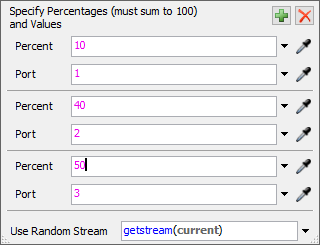 Specify Percentages (must sum to 100)
and Values
Percent 10
Port 1
Percent 40
Port 2
Percent 50
Port 3
Use Random Stream getstream(current)